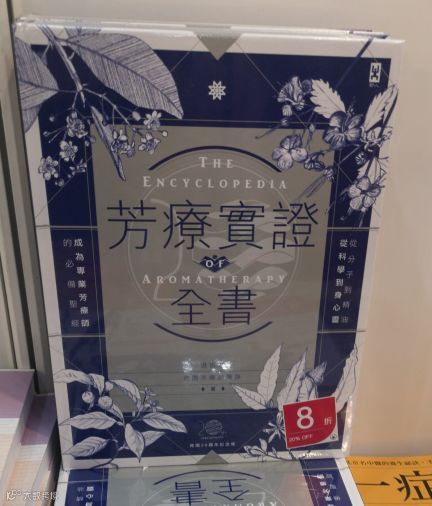 THE
ENCYCLOPEDIA
芳療實證
OF
AROMATHERAPY
全書
成為專業芳療師
的必備聖經
從分子到精油
從科學到身心靈
8折
20% OFF
全書